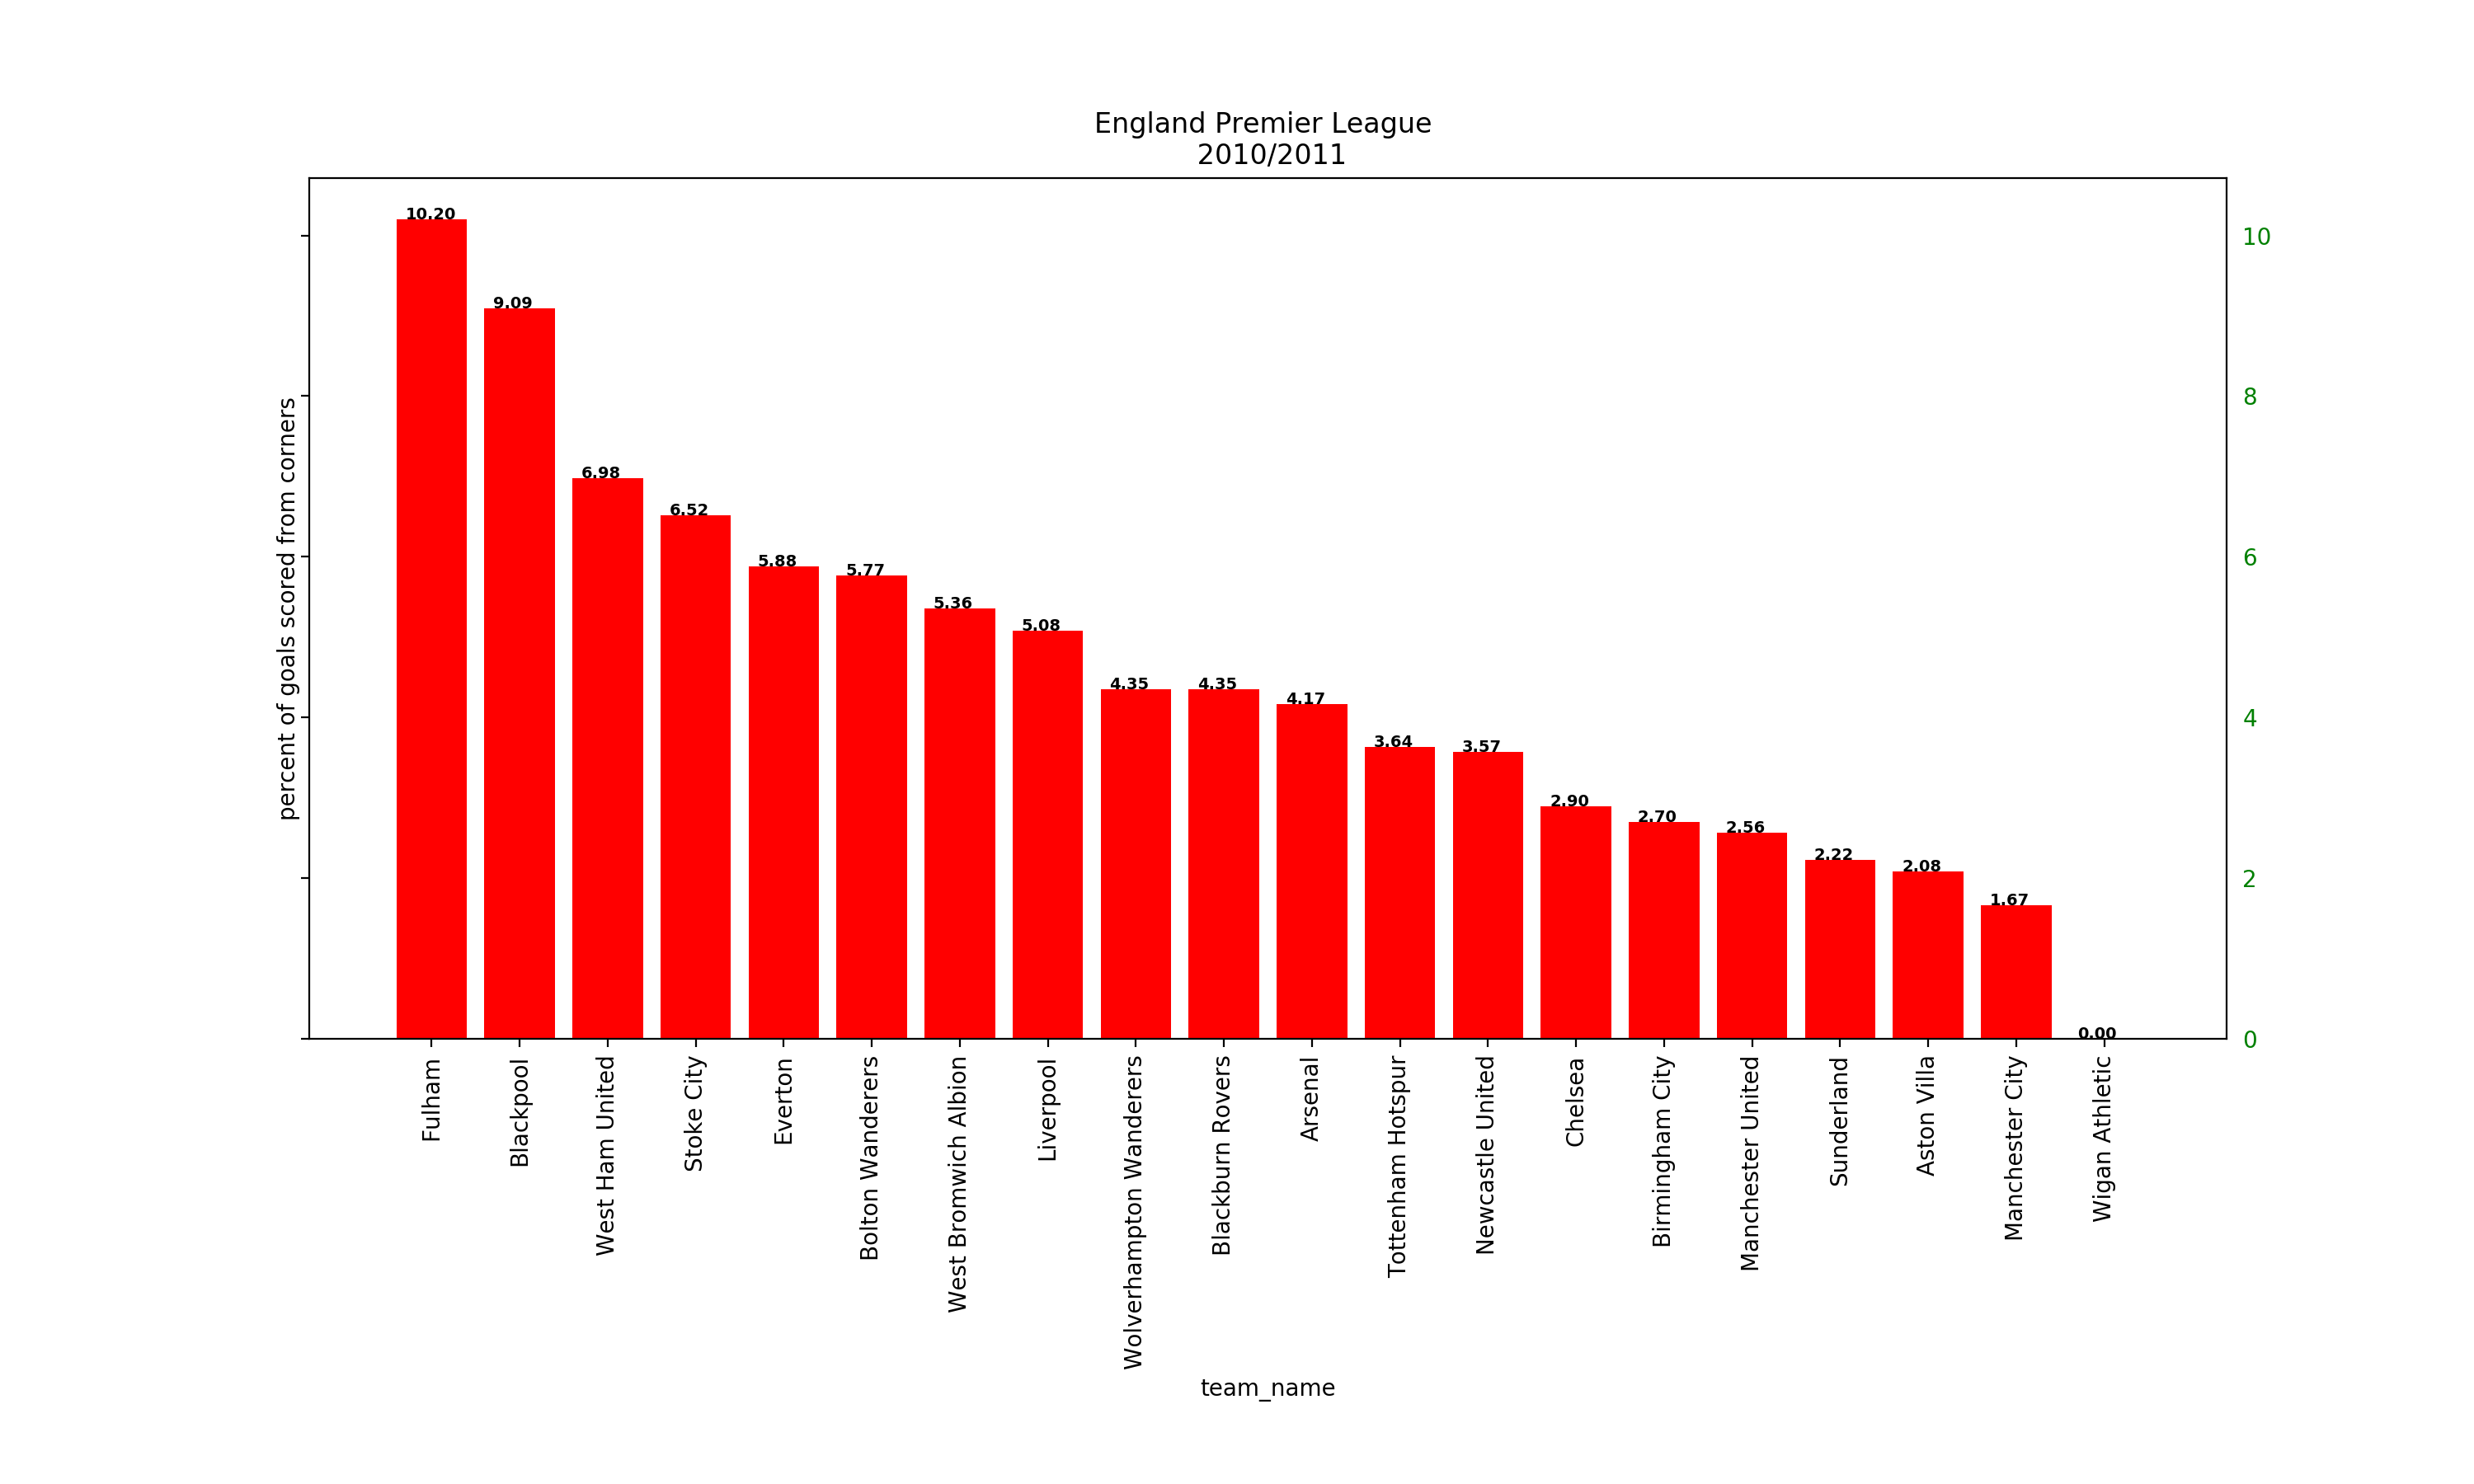 England Premier League
2010/2011
percent of goals scored from corners
10.20
9.09
6.98
6.52
5.88
5.77
5.36
5.08
4.35
4.35
4.17
3.64
3.57
2.90
2.70
2.56
2.22
2.08
1.67
0.00
10
8
6
4
2
0
Fulham
Blackpool
West Ham United
Stoke City
Everton
Bolton Wanderers
West Bromwich Albion
Liverpool
Wolverhampton Wanderers
Blackburn Rovers
Arsenal
Tottenham Hotspur
Newcastle United
Chelsea
Birmingham City
Manchester United
Sunderland
Aston Villa
Manchester City
Wigan Athletic
team_name